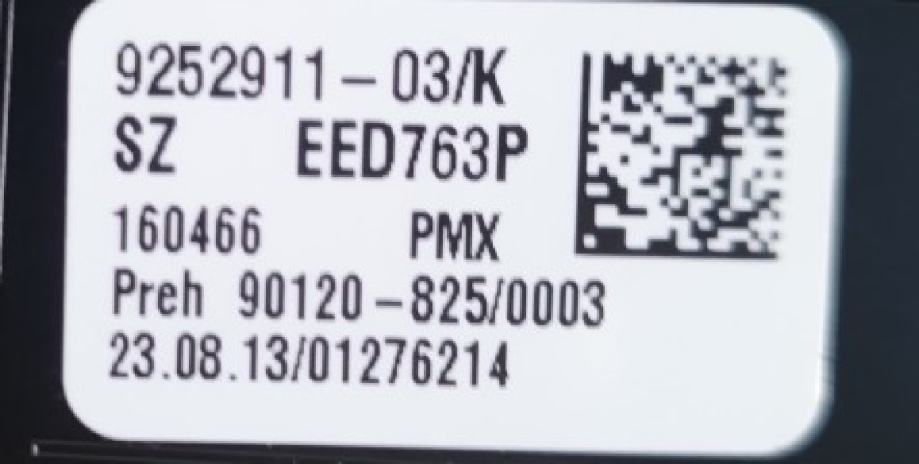 9252911-03/K
SZ EED763P
160466 PMX
Preh 90120-825/0003
23.08.13/01276214